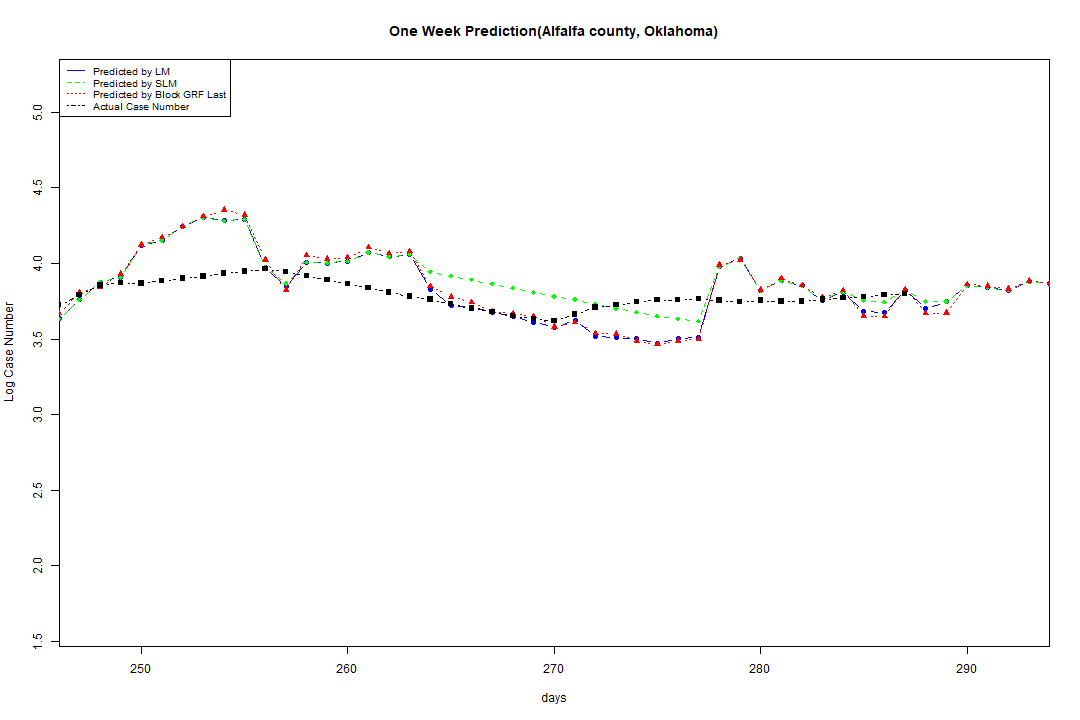 One Week Prediction(Alfalfa county, Oklahoma)
Predicted by LM
Predicted by SLM
Predicted by Block GRF Last
Actual Case Number
5.0
4.5
4.0
3.5
3.0
2.5
2.0
1.5
Log Case Number
250 260 270 280 290
days